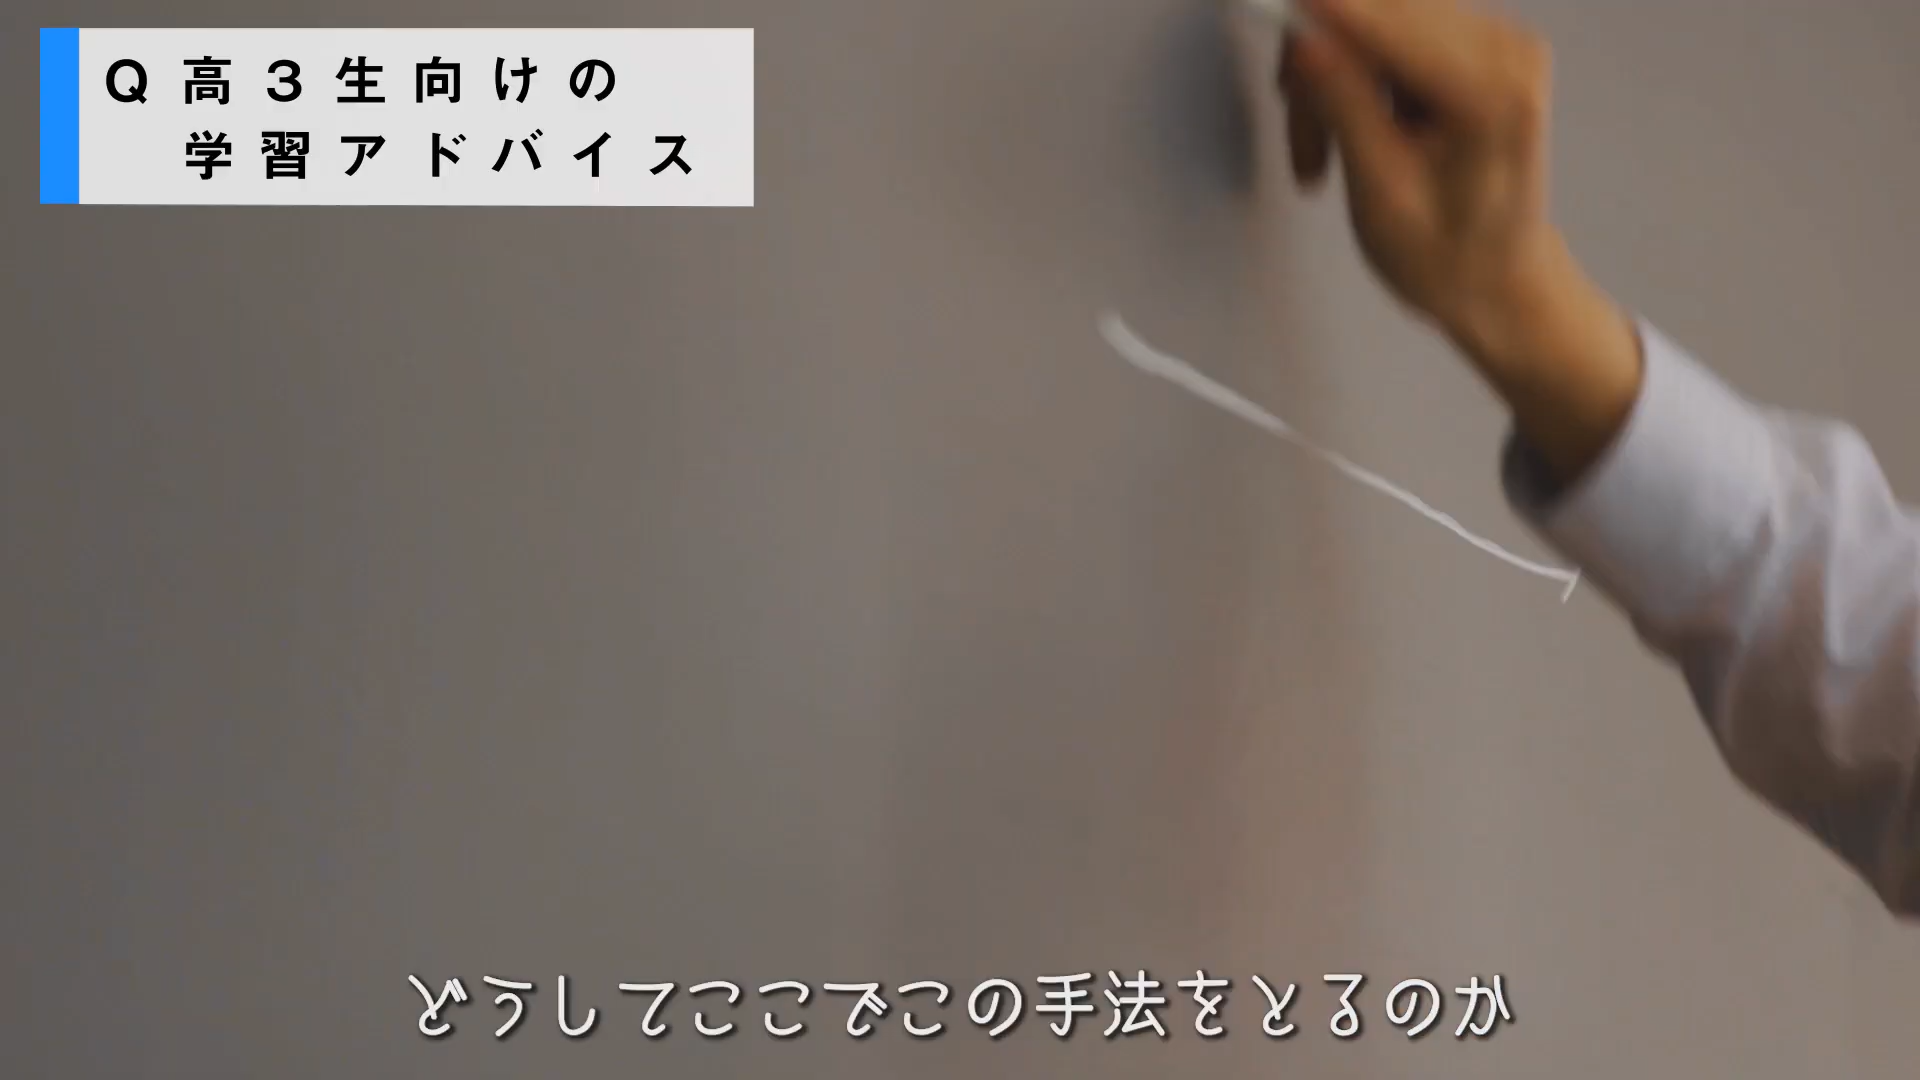 Q高3生向けの
学習アドバイス
どうしてここでこの手法をとるのか